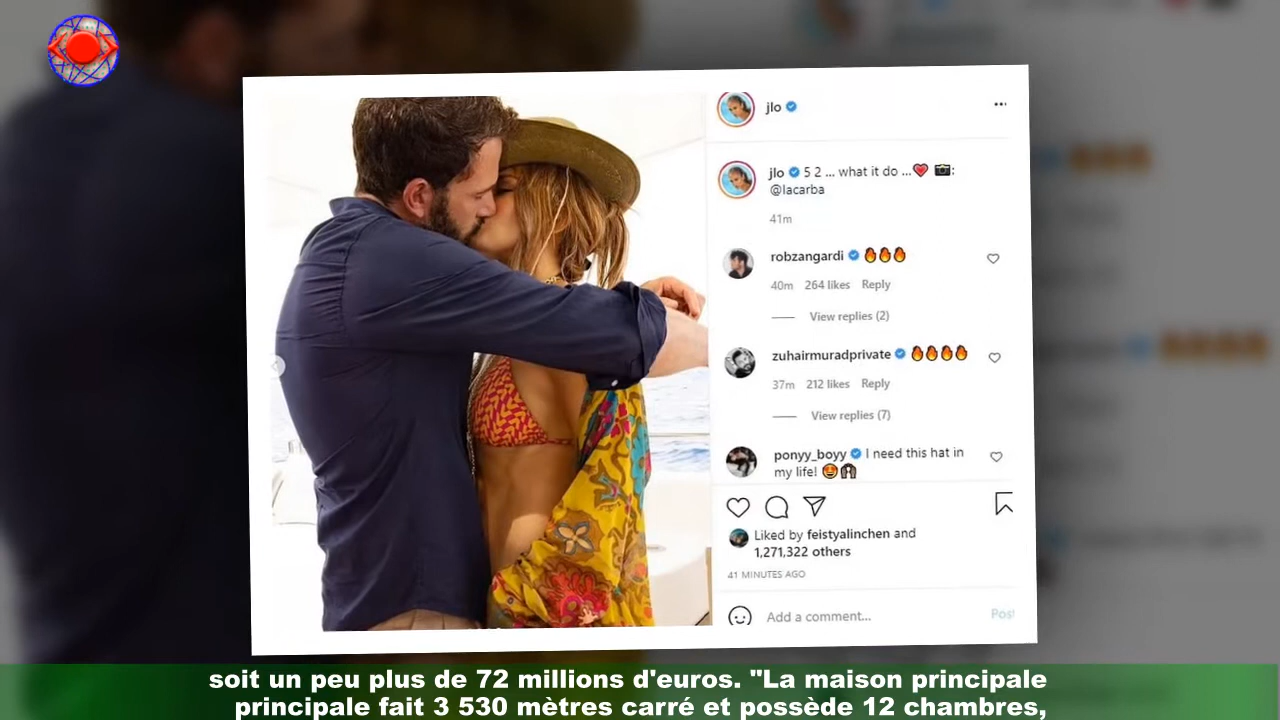 jlo
jlo 5 2 ... what it do ...❤️ 📷:
@lacarba
41m
robzangardi 🔥🔥🔥
40m 264 likes Reply
View replies (2)
zuhairmuradprivate 🔥🔥🔥🔥
37m 212 likes Reply
View replies (7)
ponyy_boyy I need this hat in
my life!
Liked by feistyalinchen and
1,271,322 others
41 MINUTES AGO
Add a comment...
Post
soit un peu plus de 72 millions d'euros. "La maison principale
principale fait 3 530 mètres carré et possède 12 chambres,